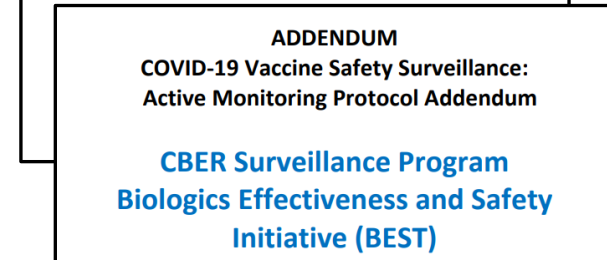 ADDENDUM
COVID-19 Vaccine Safety Surveillance:
Active Monitoring Protocol Addendum
CBER Surveillance Program
Biologics Effectiveness and Safety
Initiative (BEST)